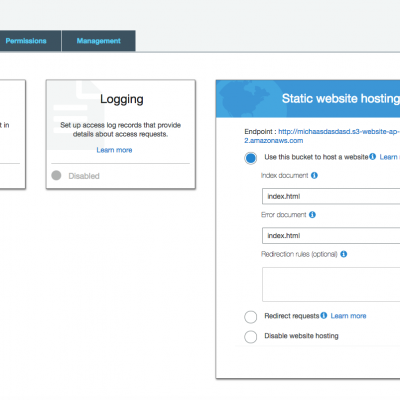 Permissions
Management
t in
Logging
Set up access log records that provide
details about access requests.
Learn more
Disabled
Static website hosting
Endpoint : http://michaasdasdasd.s3-website-ap-
2.amazonaws.com
Use this bucket to host a website Learn
Index document
index.html
Error document
index.html
Redirection rules (optional)
Redirect requests Learn more
Disable website hosting